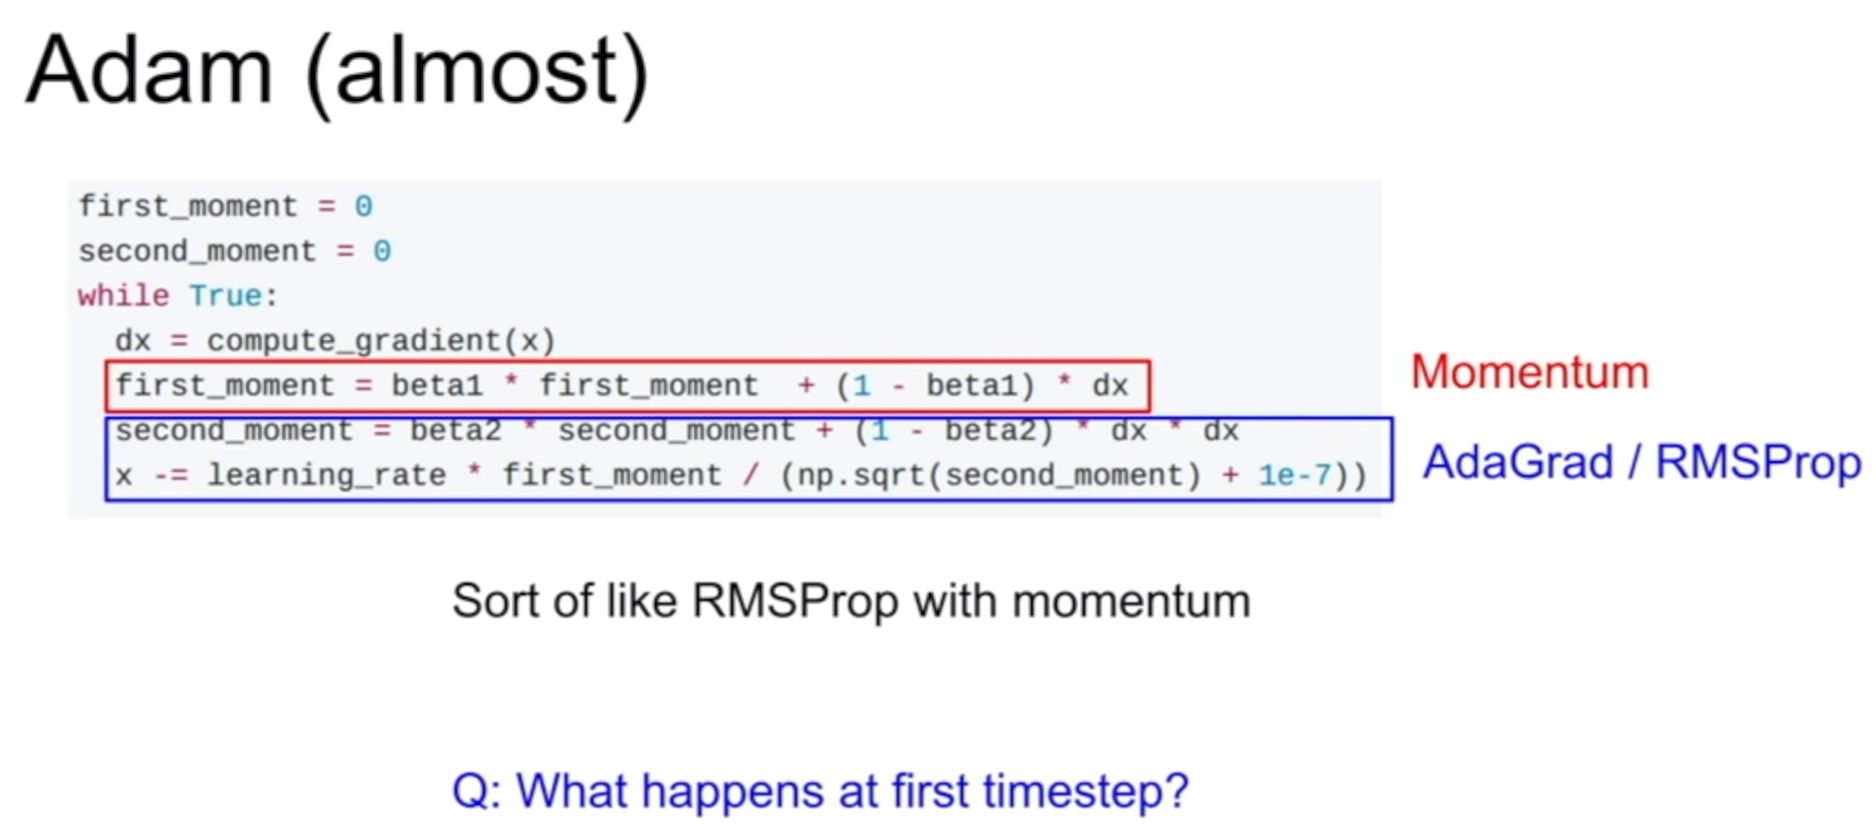 Adam (almost)
first_moment = 0
second_moment = 0
while True:
dx = compute_gradient(x)
first_moment = beta1 * first_moment + (1 - beta1) * dx
Momentum
second_moment = beta2 * second_moment + (1 - beta2) * dx * dx
x -= learning_rate * first_moment / (np.sqrt(second_moment) + 1e-7))
AdaGrad / RMSProp
Sort of like RMSProp with momentum
Q: What happens at first timestep?